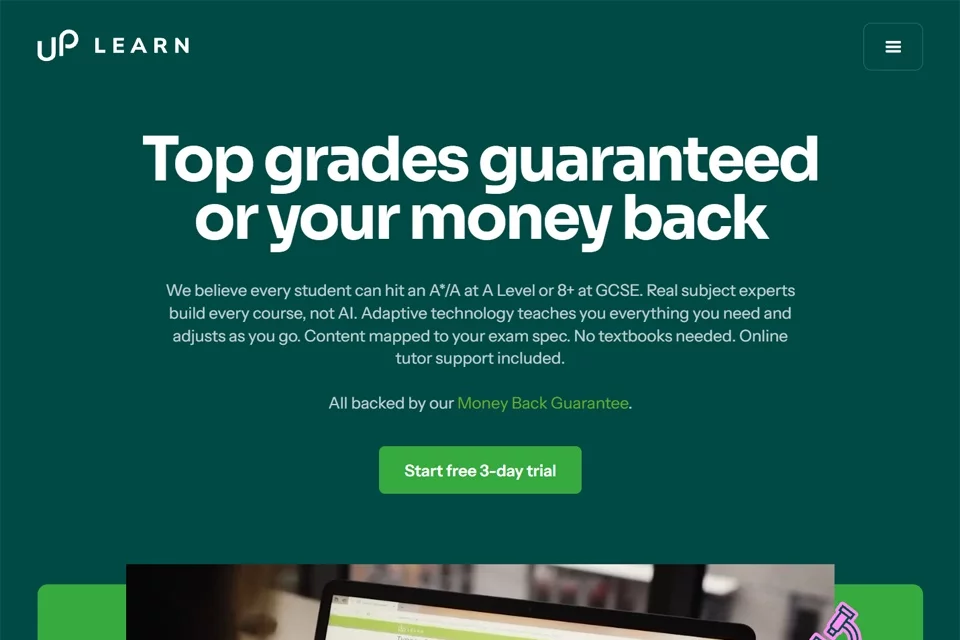 UP LEARN
Top grades guaranteed
or your money back
We believe every student can hit an A*/A at A Level or 8+ at GCSE. Real subject experts
build every course, not AI. Adaptive technology teaches you everything you need and
adjusts as you go. Content mapped to your exam spec. No textbooks needed. Online
tutor support included.
All backed by our Money Back Guarantee.
Start free 3-day trial